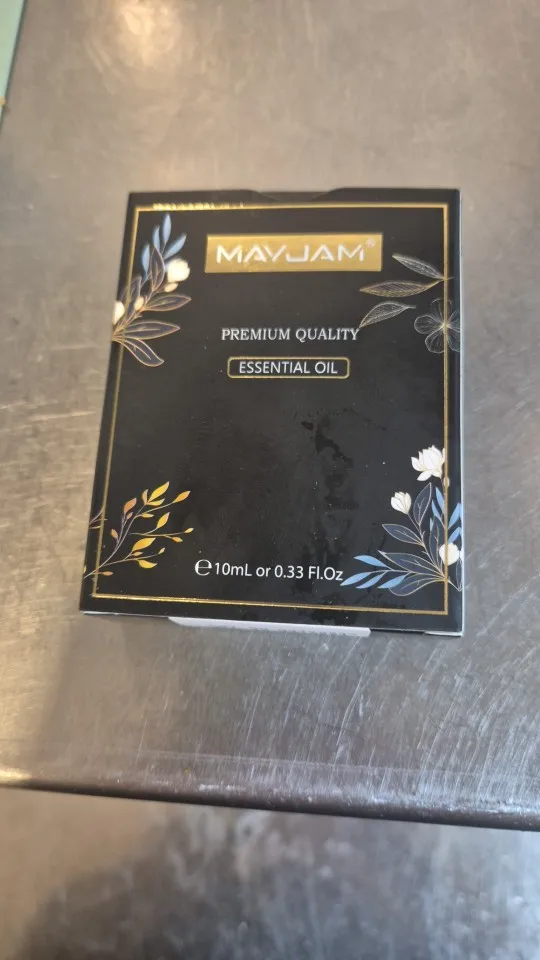 MAYJAM®
PREMIUM QUALITY
ESSENTIAL OIL
℮10mL or 0.33 Fl.Oz